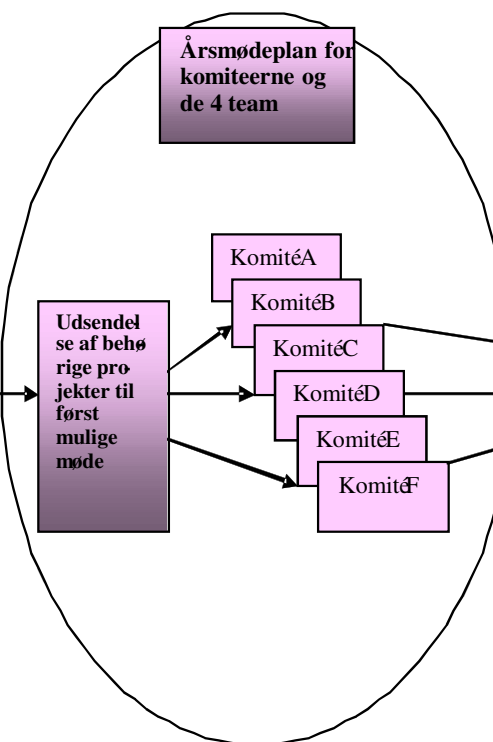 Årsmødeplan for
komiteerne og
de 4 team
KomitéA
KomitéB
KomitéC
KomitéD
KomitéE
KomitéF
Udsendel
se af behø
rige pro-
jekter til
først
mulige
møde